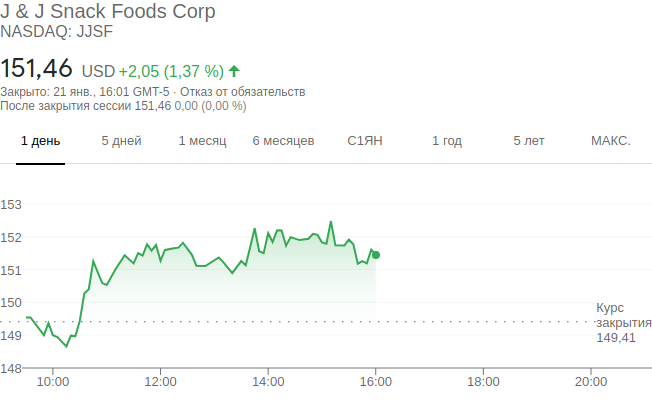 J & J Snack Foods Corp
NASDAQ: JJSF
151,46 USD +2,05 (1,37 %)
Закрыто: 21 янв., 16:01 GMT-5 · Отказ от обязательств
После закрытия сессии 151,46 0,00 (0,00 %)
1 день 5 дней 1 месяц 6 месяцев С1ЯН 1 год 5 лет МАКС.
153
152
151
150
Курс
закрытия
149,41
149
148
10:00 12:00 14:00 16:00 18:00 20:00